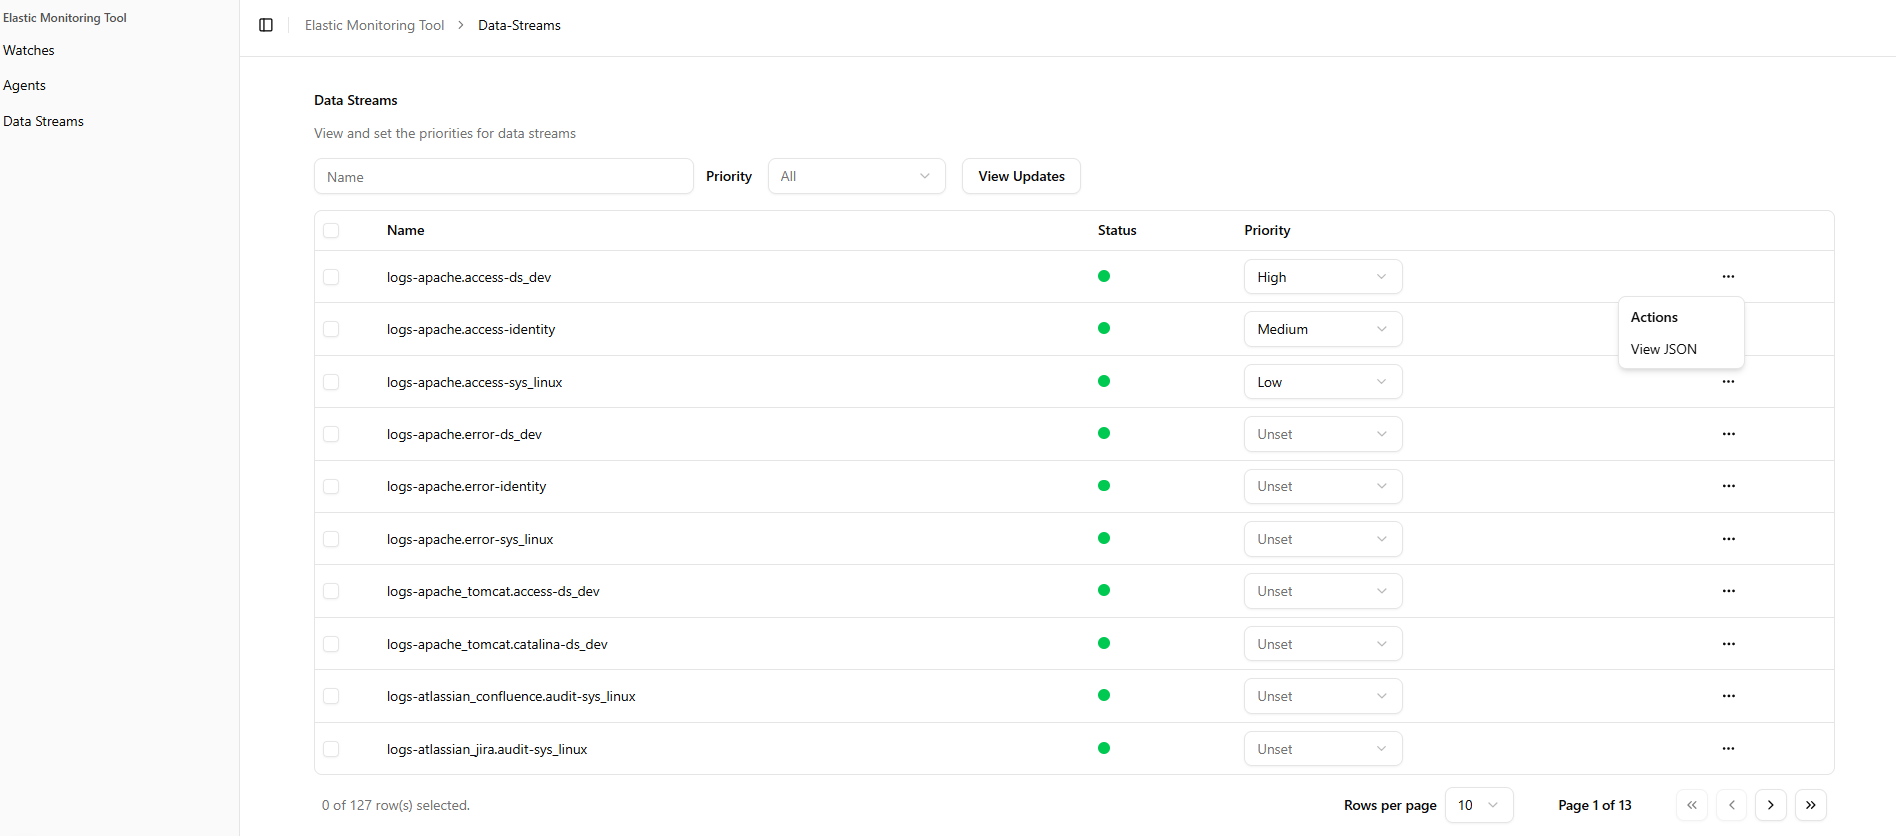 Elastic Monitoring Tool
Watches
Agents
Data Streams
Elastic Monitoring Tool > Data-Streams
Data Streams
View and set the priorities for data streams
Name Priority All View Updates
Name Status Priority
logs-apache.access-ds_dev High
Actions
View JSON
logs-apache.access-identity Medium
logs-apache.access-sys_linux Low
logs-apache.error-ds_dev Unset
logs-apache.error-identity Unset
logs-apache.error-sys_linux Unset
logs-apache_tomcat.access-ds_dev Unset
logs-apache_tomcat.catalina-ds_dev Unset
logs-atlassian_confluence.audit-sys_linux Unset
logs-atlassian_jira.audit-sys_linux Unset
0 of 127 row(s) selected. Rows per page 10 Page 1 of 13